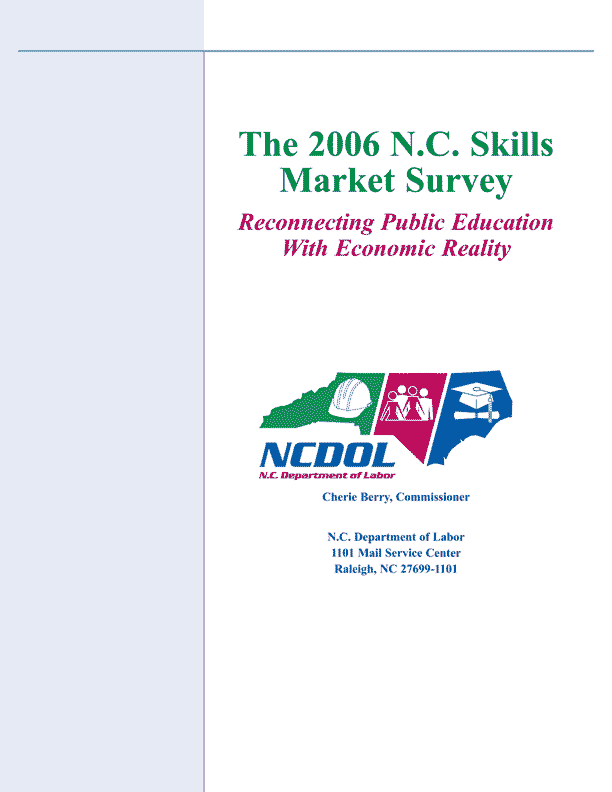 The 2006 N.C. Skills
Market Survey
Reconnecting Public Education
With Economic Reality
NCDOL
N.C. Department of Labor
Cherie Berry, Commissioner
N.C. Department of Labor
1101 Mail Service Center
Raleigh, NC 27699-1101